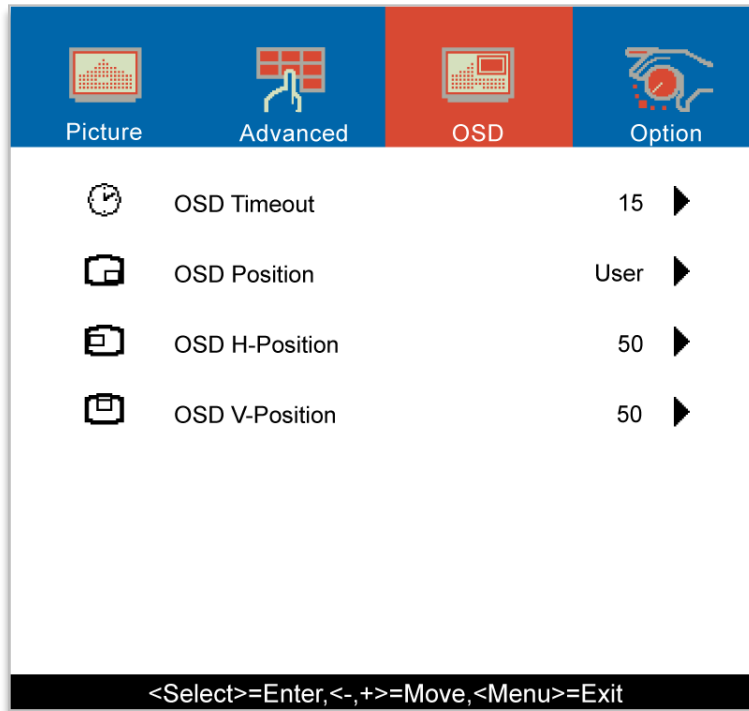 Picture Advanced OSD Option
OSD Timeout 15
OSD Position User
OSD H-Position 50
OSD V-Position 50
<Select>=Enter,<-,+>=Move,<Menu>=Exit